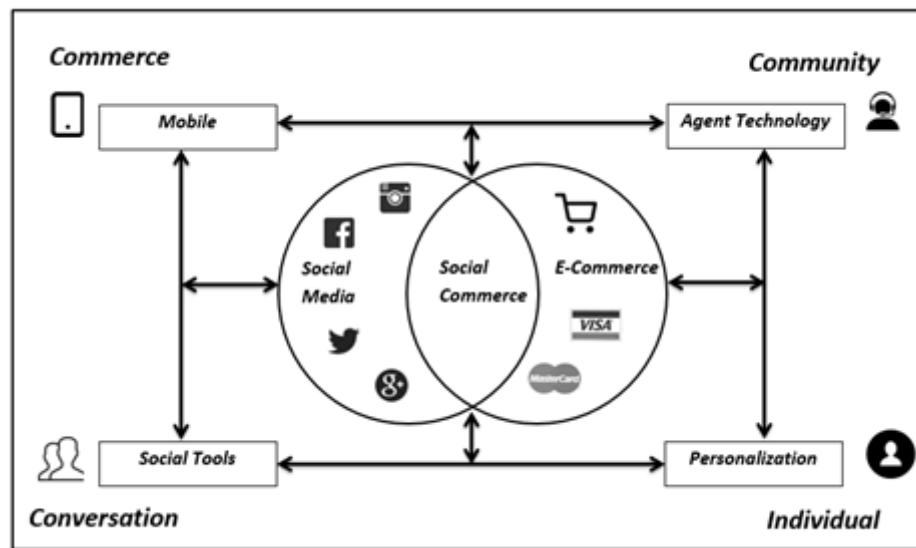 Commerce
Community
Mobile
Agent Technology
Social
Media
Social
Commerce
E-Commerce
VISA
g+
MasterCard
Social Tools
Personalization
Conversation
Individual